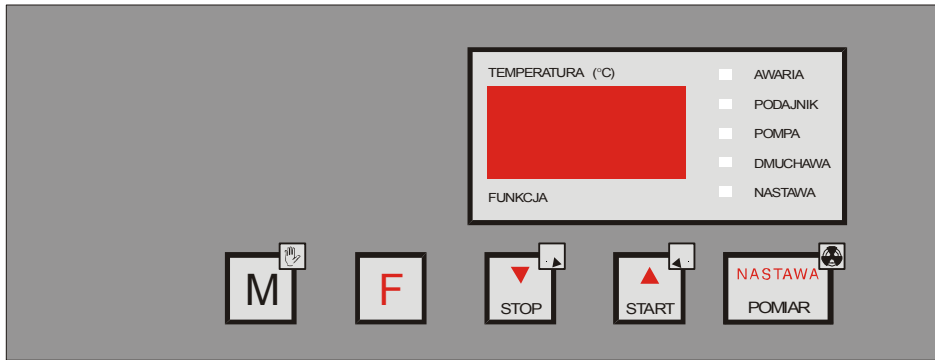 TEMPERATURA (°C)
AWARIA
PODAJNIK
POMPA
DMUCHAWA
FUNKCJA
NASTAWA
M
F
STOP
START
NASTAWA
POMIAR